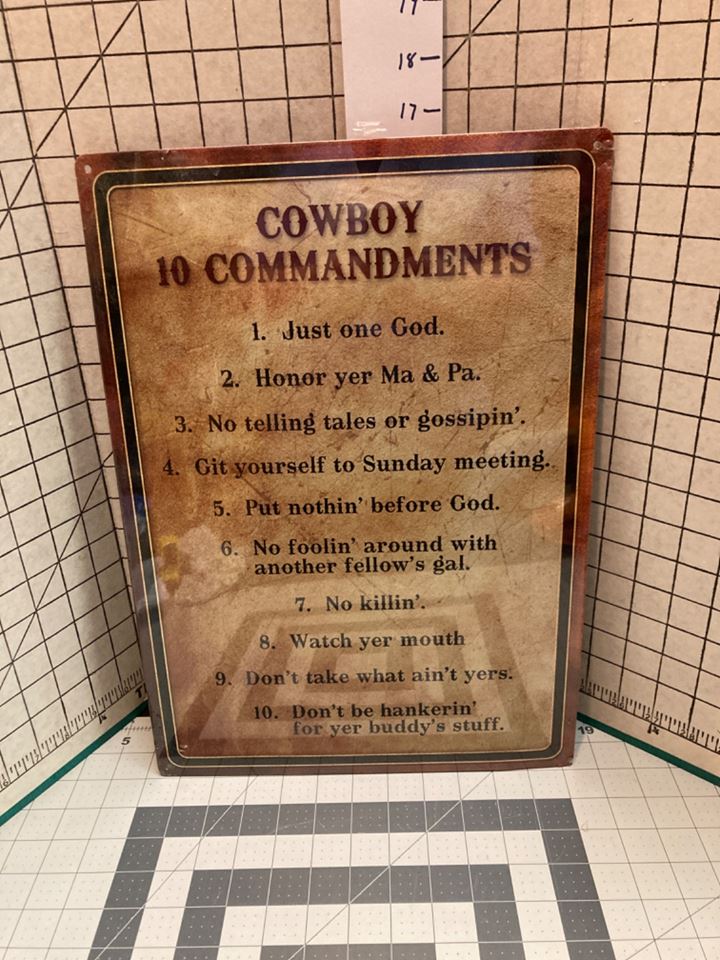 19
18
17
COWBOY
10 COMMANDMENTS
1. Just one God.
2. Honor yer Ma & Pa.
3. No telling tales or gossipin'.
4. Git yourself to Sunday meeting.
5. Put nothin' before God.
6. No foolin' around with
another fellow's gal.
7. No killin'.
8. Watch yer mouth
9. Don't take what ain't yers.
10. Don't be hankerin'
for yer buddy's stuff.
5
19